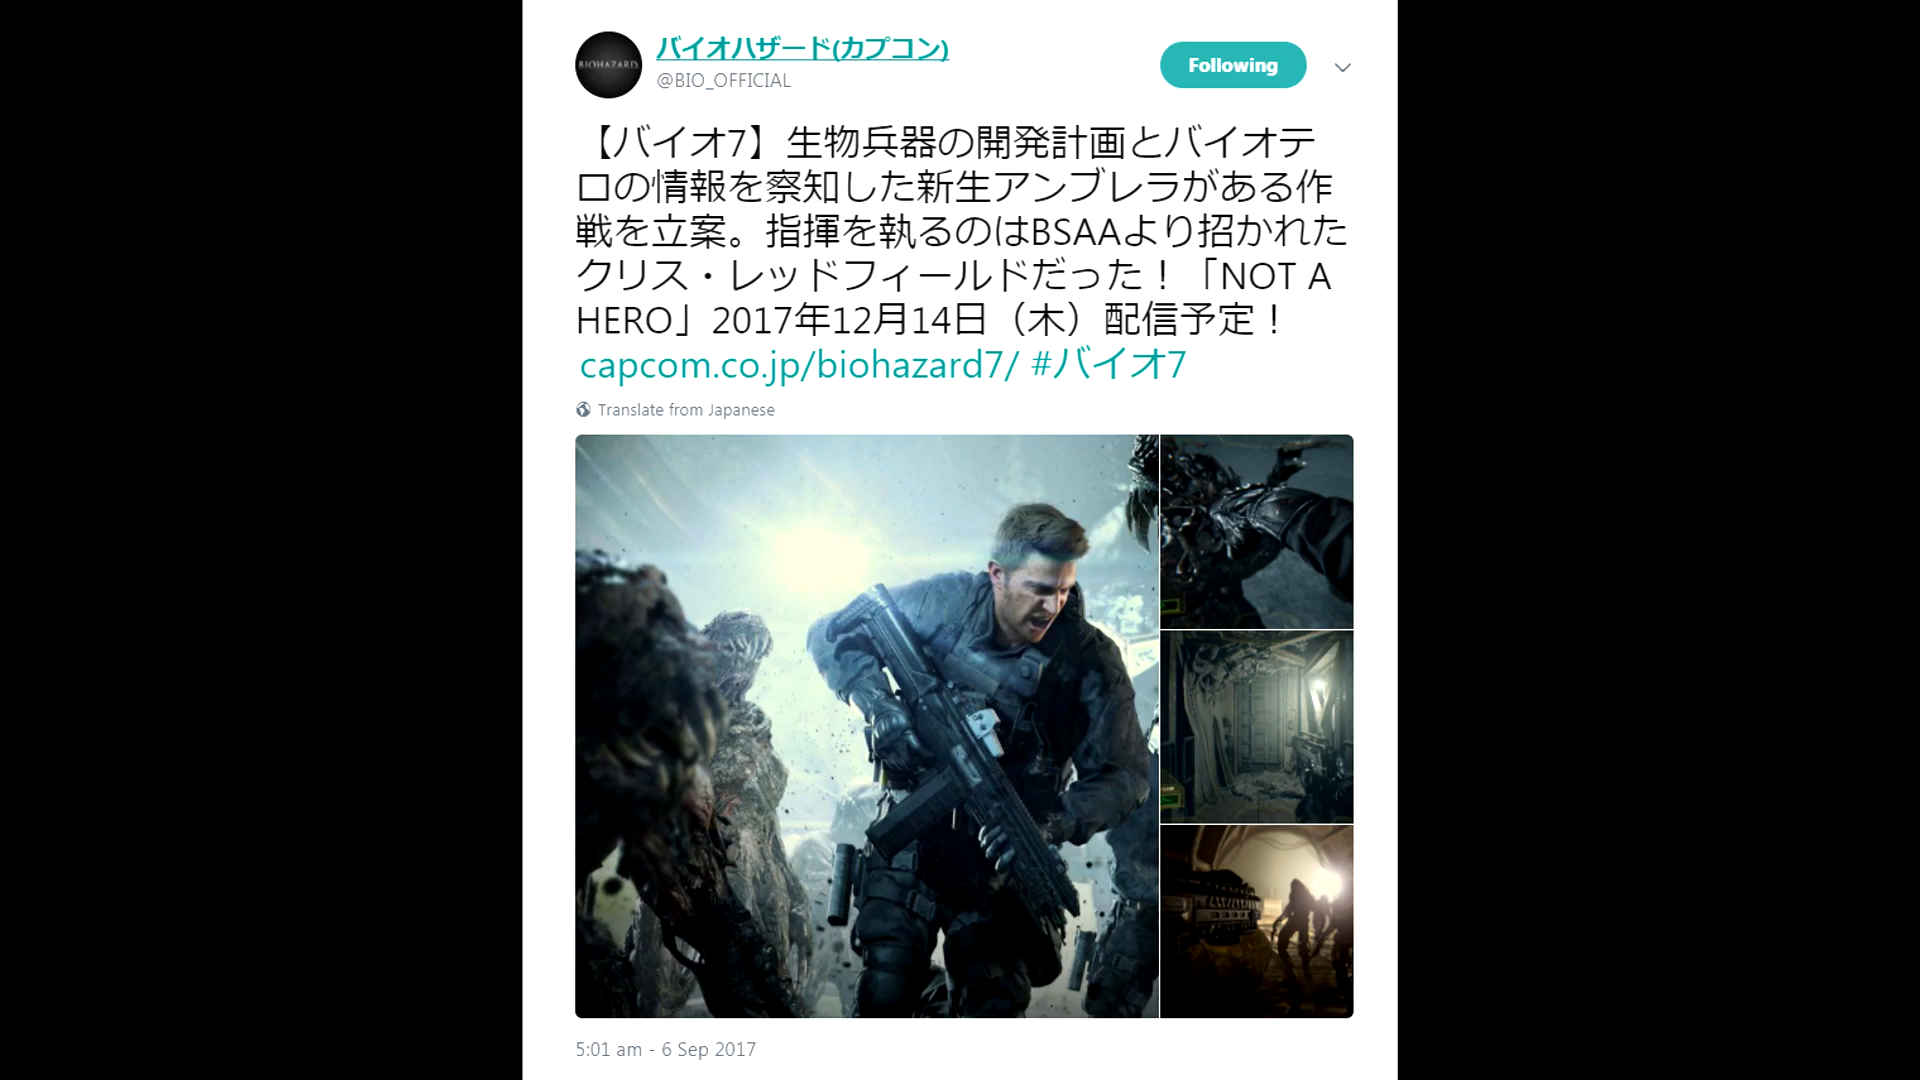 BIOHAZARD
バイオハザード(カプコン)
@BIO_OFFICIAL
Following
【バイオ7】生物兵器の開発計画とバイオテ
ロの情報を察知した新生アンブレラがある作
戦を立案。指揮を執るのはBSAAより招かれた
クリス・レッドフィールドだった！「NOT A
HERO」2017年12月14日（木）配信予定！
capcom.co.jp/biohazard7/ #バイオ7
Translate from Japanese
5:01 am - 6 Sep 2017